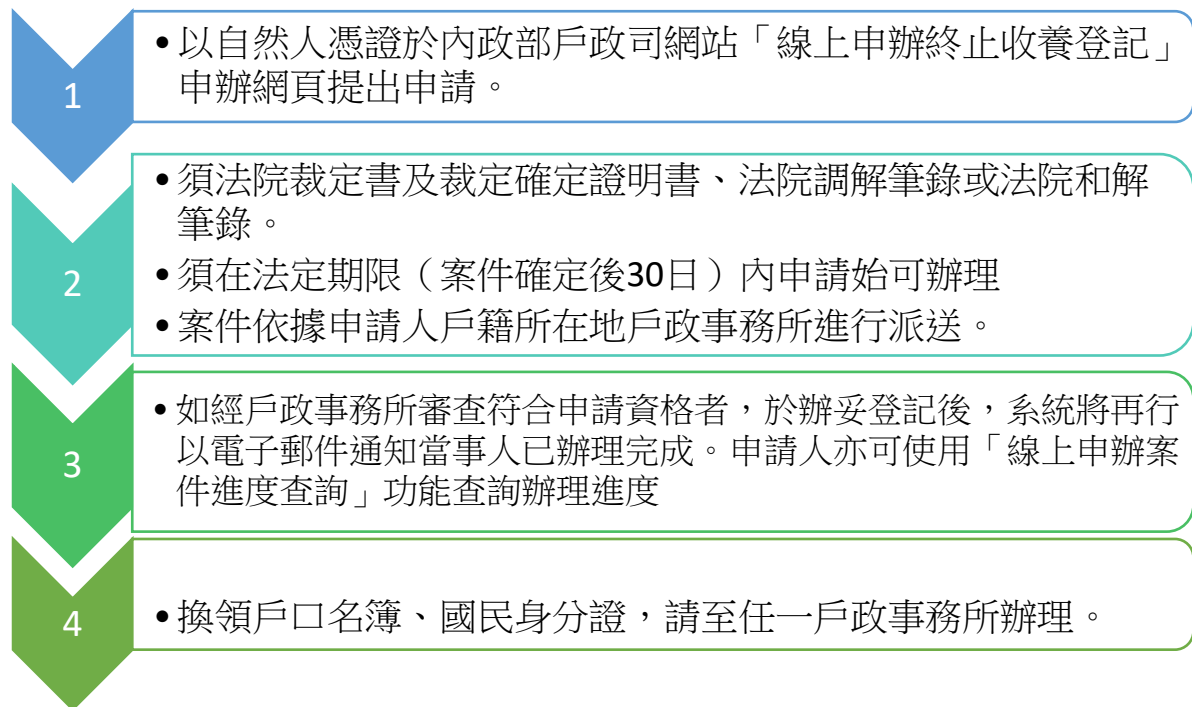 1
•以自然人憑證於內政部戶政司網站「線上申辦終止收養登記」
申辦網頁提出申請。
2
•須法院裁定書及裁定確定證明書、法院調解筆錄或法院和解
筆錄。
•須在法定期限（案件確定後30日）內申請始可辦理
•案件依據申請人戶籍所在地戶政事務所進行派送。
3
•如經戶政事務所審查符合申請資格者，於辦妥登記後，系統將再行
以電子郵件通知當事人已辦理完成。申請人亦可使用「線上申辦案
件進度查詢」功能查詢辦理進度
4
•換領戶口名簿、國民身分證，請至任一戶政事務所辦理。